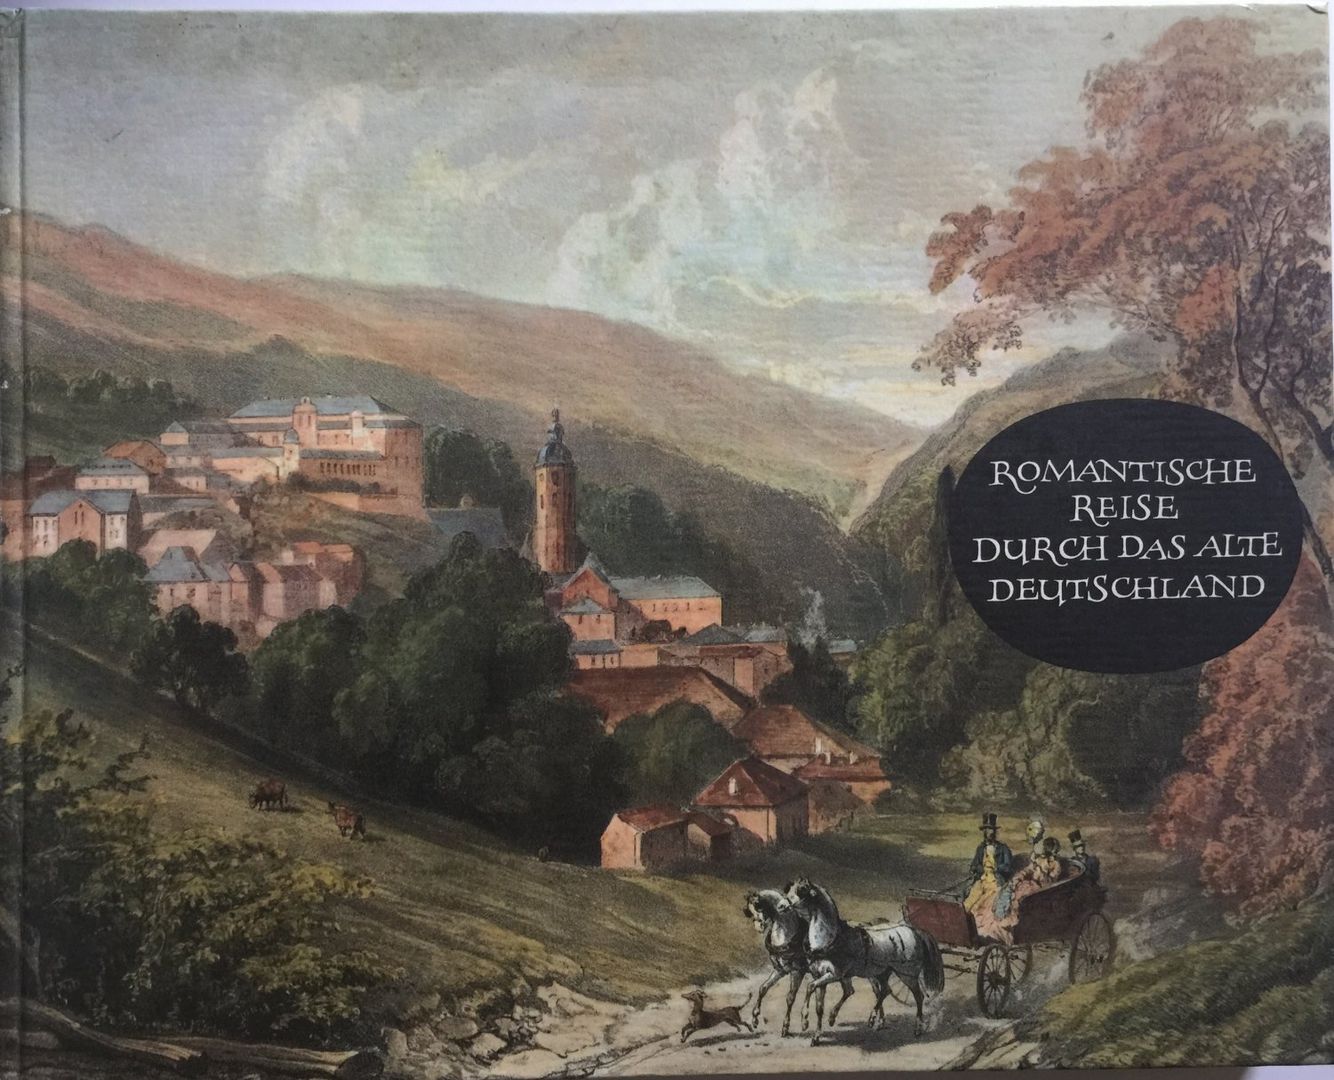 ROMANTISCHE
REISE
DURCH DAS ALTE
DEUTSCHLAND